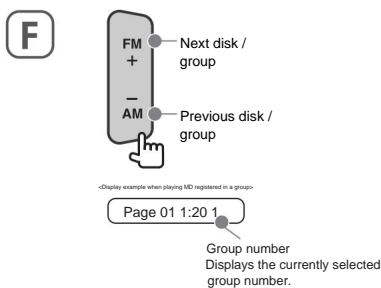 F
FM
+
Next disk /
group
–
AM
Previous disk /
group
<Display example when playing MD registered in a group>
Page 01 1:20 1
Group number
Displays the currently selected
group number.